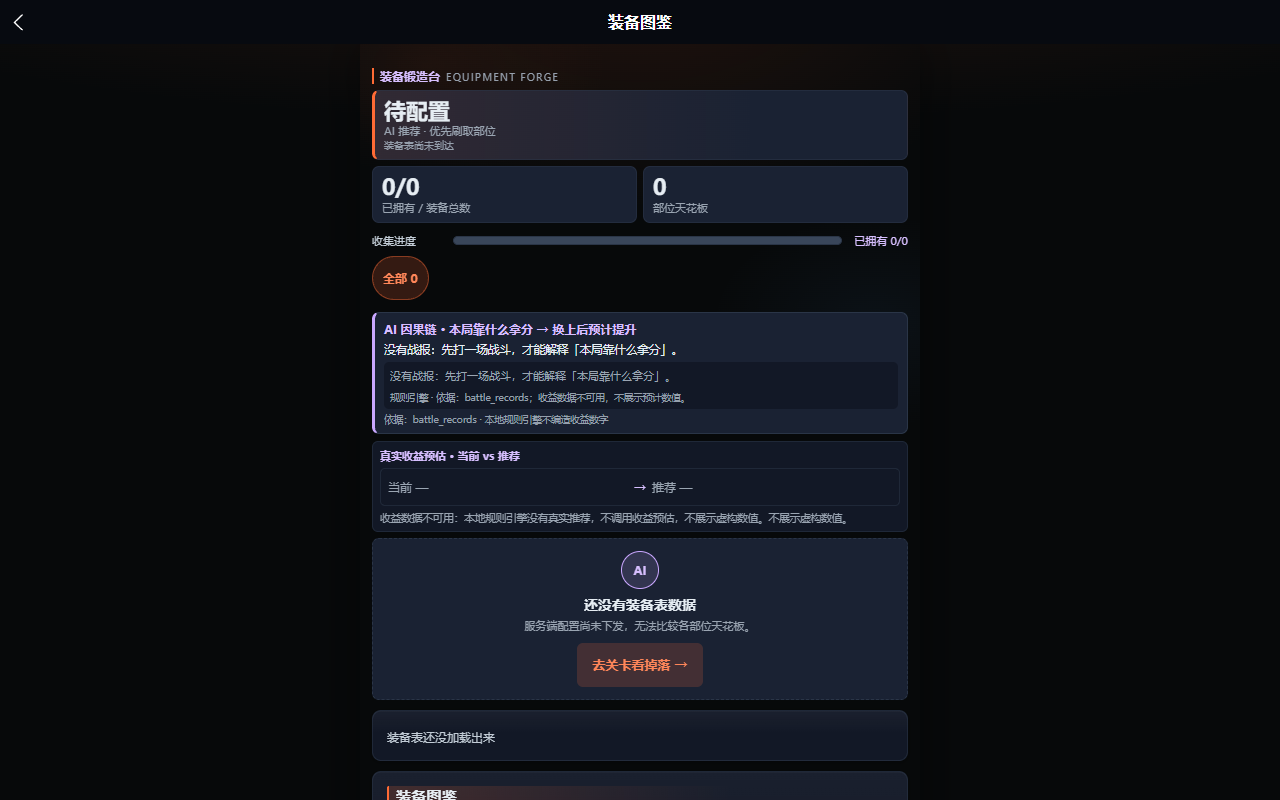 装备图鉴
装备锻造台 EQUIPMENT FORGE
待配置
AI 推荐 · 优先刷取部位
装备表尚未到达
0/0
已拥有 / 装备总数
0
部位天花板
收集进度
已拥有 0/0
全部 0
AI 因果链 • 本局靠什么拿分 → 换上后预计提升
没有战报：先打一场战斗，才能解释「本局靠什么拿分」。
没有战报：先打一场战斗，才能解释「本局靠什么拿分」。
规则引擎 · 依据：battle_records；收益数据不可用，不展示预计数值。
依据：battle_records · 本地规则引擎不编造收益数字
真实收益预估 • 当前 vs 推荐
当前 —
→ 推荐 —
收益数据不可用：本地规则引擎没有真实推荐，不调用收益预估，不展示虚构数值。不展示虚构数值。
AI
还没有装备表数据
服务端配置尚未下发，无法比较各部位天花板。
去关卡看掉落 →
装备表还没加载出来
装备图鉴